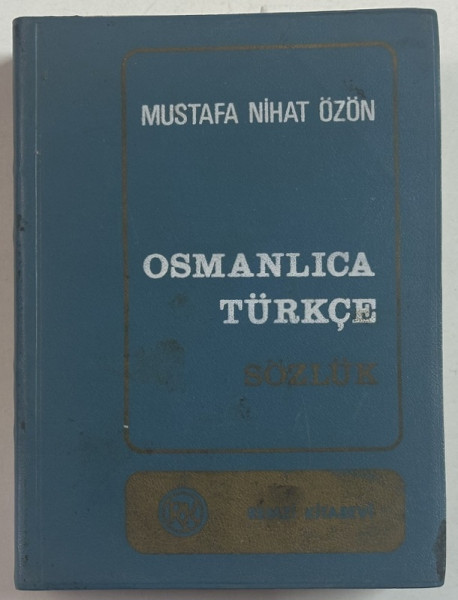 MUSTAFA NİHAT ÖZÖN
OSMANLICA
TÜRKÇE
SÖZLÜK